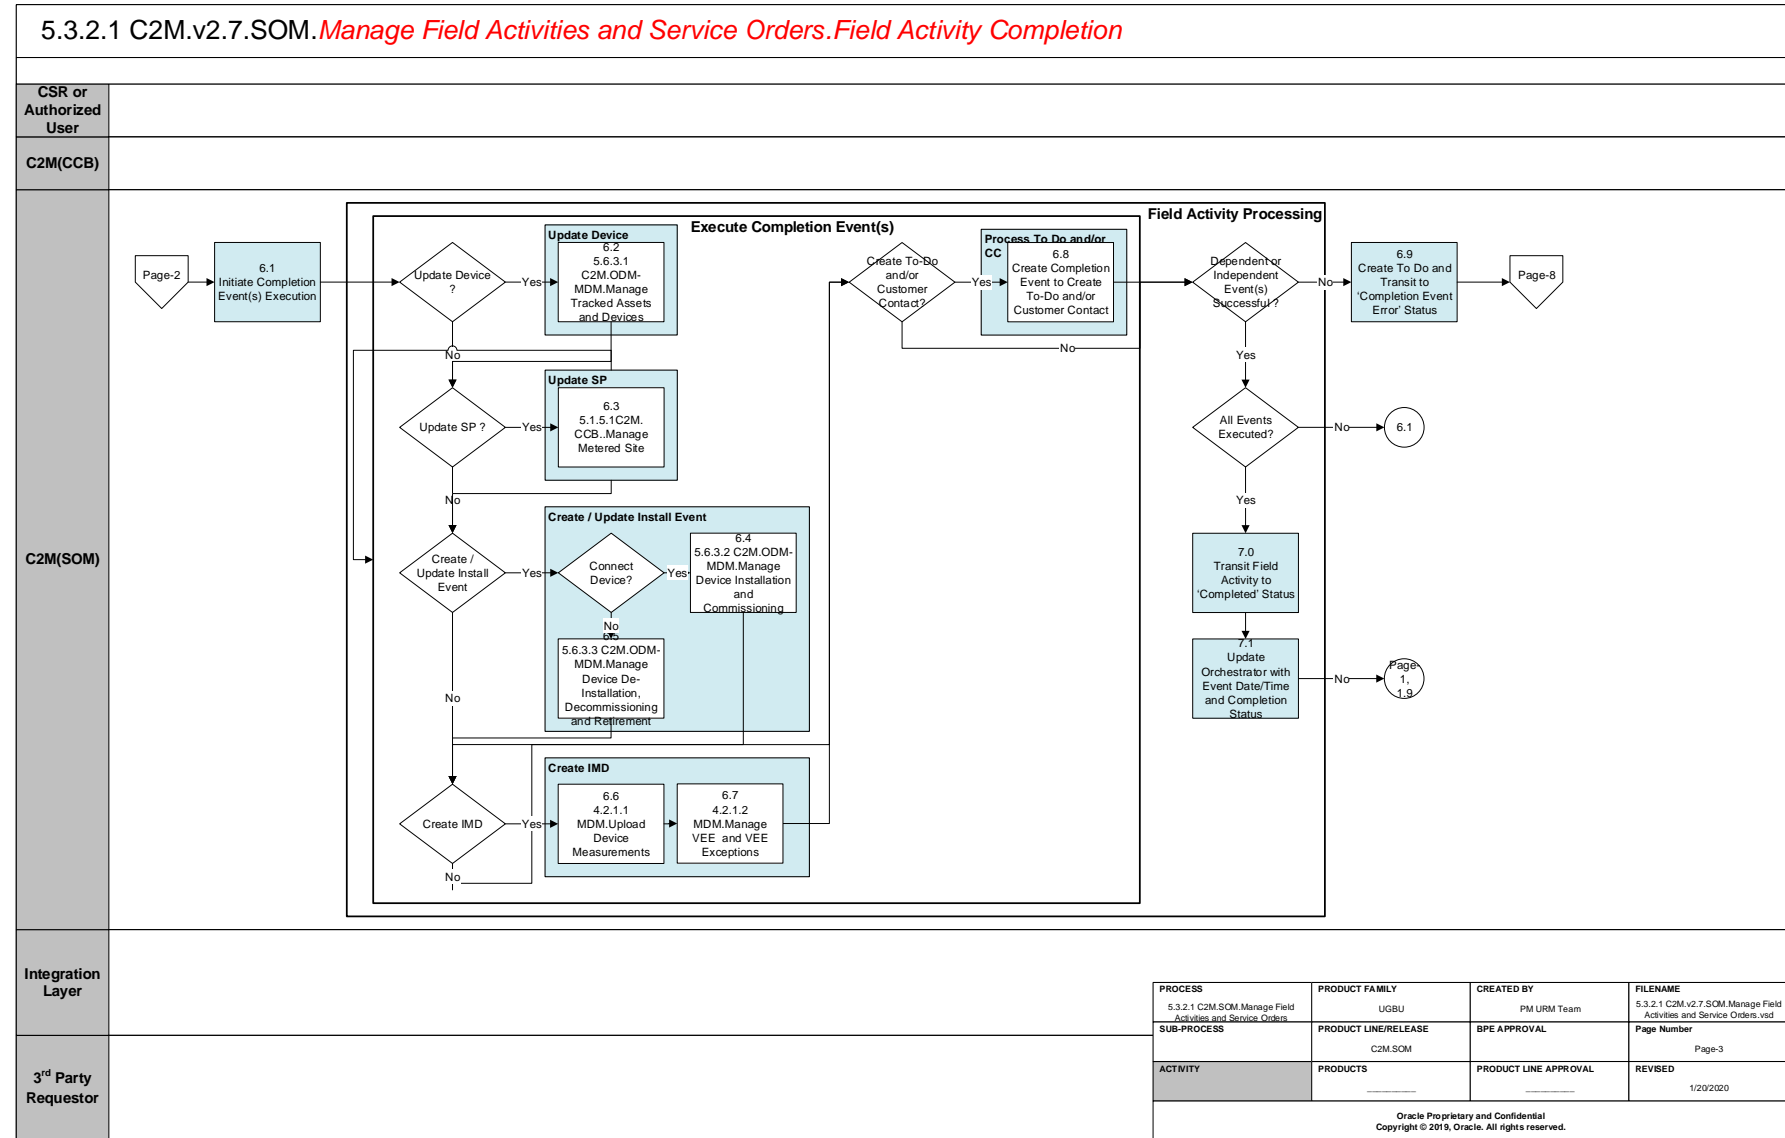 5.3.2.1 C2M.v2.7.SOM.Manage Field Activities and Service Orders.Field Activity Completion
CSR or
Authorized
User
C2M(CCB)
C2M(SOM)
Integration
Layer
3rd Party
Requestor
Field Activity Processing
Execute Completion Event(s)
Page-2
6.1
Initiate Completion
Event(s) Execution
Update Device
?
Yes
No
Update Device
6.2
5.6.3.1
C2M.ODM-
MDM.Manage
Tracked Assets
and Devices
Update SP ?
Yes
No
Update SP
6.3
5.1.5.1C2M.
CCB..Manage
Metered Site
Create /
Update Install
Event
Yes
No
Create / Update Install Event
Connect
Device?
Yes
No
6.4
5.6.3.2 C2M.ODM-
MDM.Manage
Device Installation
and
Commissioning
6.5
5.6.3.3 C2M.ODM-
MDM.Manage
Device De-
Installation,
Decommissioning
and Retirement
Create IMD
Yes
No
Create IMD
6.6
4.2.1.1
MDM.Upload
Device
Measurements
6.7
4.2.1.2
MDM.Manage
VEE  and VEE
Exceptions
Create To-Do
and/or
Customer
Contact?
Yes
No
Process To Do and/or
CC
6.8
Create Completion
Event to Create
To-Do and/or
Customer Contact
Dependent or
Independent
Event(s)
Successful ?
No
Yes
6.9
Create To Do and
Transit to
‘Completion Event
Error’ Status
Page-8
All Events
Executed?
No
6.1
Yes
7.0
Transit Field
Activity to
‘Completed’ Status
7.1
Update
Orchestrator with
Event Date/Time
and Completion
Status
No
Page-
1,
1.9
PROCESS
5.3.2.1 C2M.SOM.Manage Field
Activities and Service Orders
PRODUCT FAMILY
UGBU
CREATED BY
PM URM Team
FILENAME
5.3.2.1 C2M.v2.7.SOM.Manage Field
Activities and Service Orders.vsd
SUB-PROCESS
PRODUCT LINE/RELEASE
C2M.SOM
BPE APPROVAL
Page Number
Page-3
ACTIVITY
PRODUCTS
PRODUCT LINE APPROVAL
REVISED
1/20/2020
Oracle Proprietary and Confidential
Copyright © 2019, Oracle. All rights reserved.